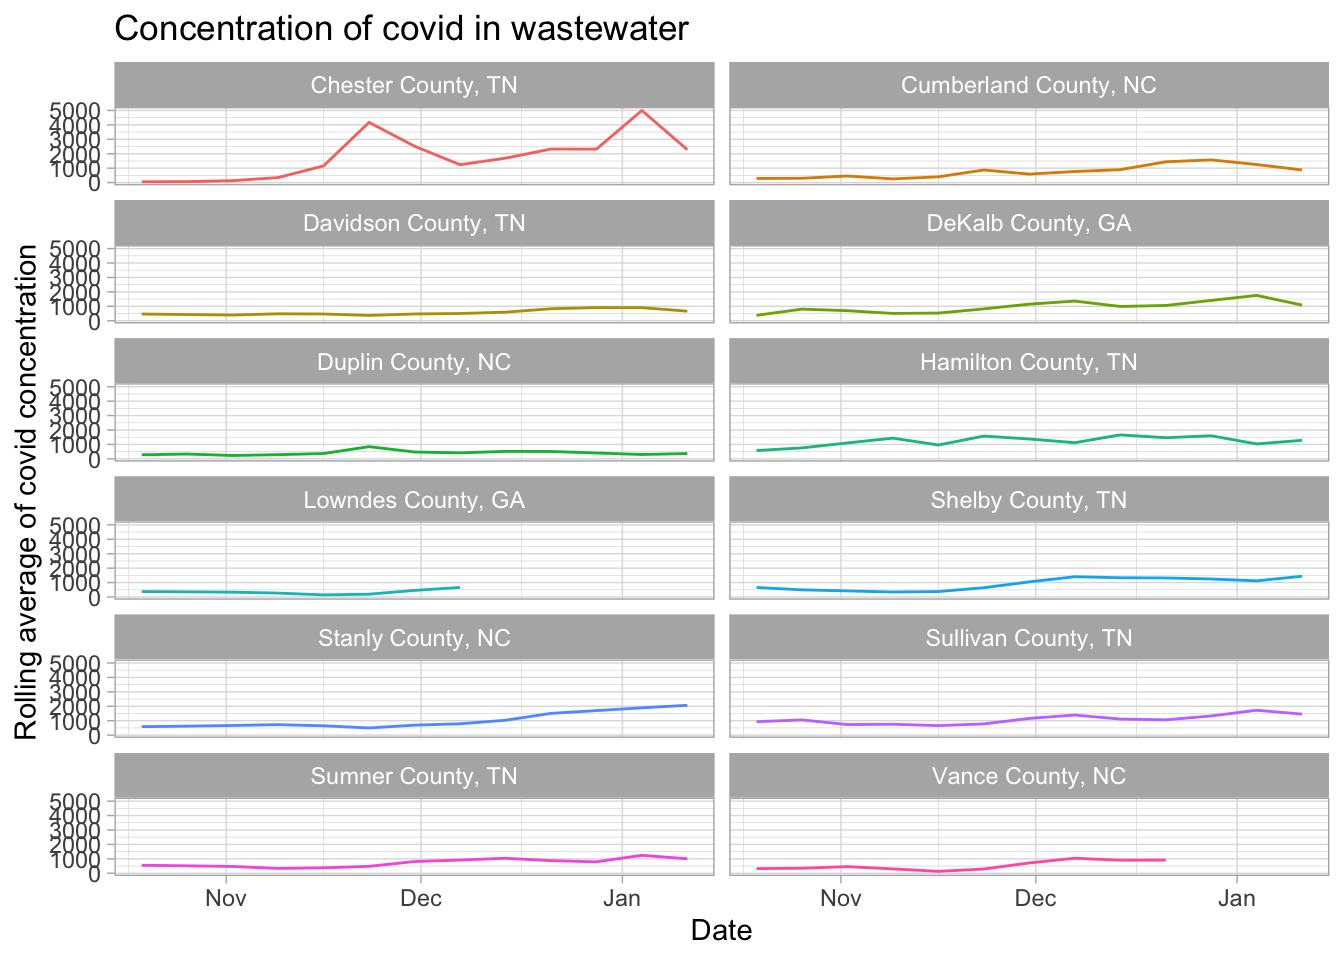 Concentration of covid in wastewater
Chester County, TN
Cumberland County, NC
5000
4000
3000
2000
1000
0
Davidson County, TN
DeKalb County, GA
5000
4000
3000
2000
1000
0
Duplin County, NC
Hamilton County, TN
5000
4000
3000
2000
1000
0
Lowndes County, GA
Shelby County, TN
5000
4000
3000
2000
1000
0
Stanly County, NC
Sullivan County, TN
5000
4000
3000
2000
1000
0
Sumner County, TN
Vance County, NC
5000
4000
3000
2000
1000
0
Rolling average of covid concentration
Nov Dec Jan Nov Dec Jan
Date